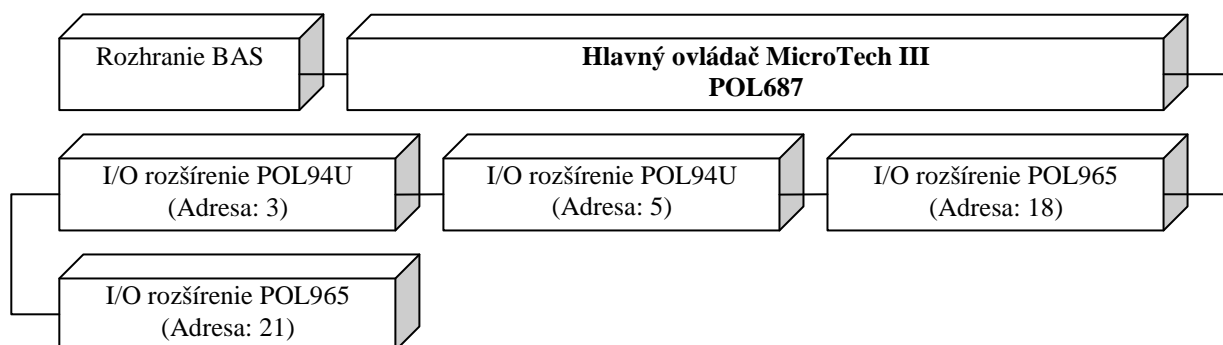 Rozhranie BAS
Hlavný ovládač MicroTech III
POL687
I/O rozšírenie POL94U
(Adresa: 3)
I/O rozšírenie POL94U
(Adresa: 5)
I/O rozšírenie POL965
(Adresa: 18)
I/O rozšírenie POL965
(Adresa: 21)